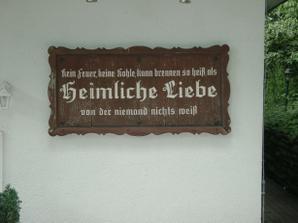 Kein Feuer, keine Kohle, kann brennen so heiß als
Heimliche Liebe
von der niemand nichts weiß